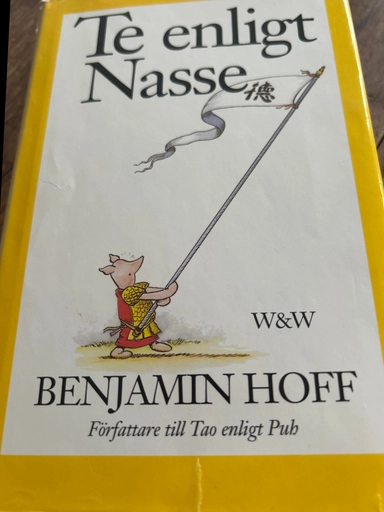 Te enligt
Nasse
德
W&W
BENJAMIN HOFF
Författare till Tao enligt Puh